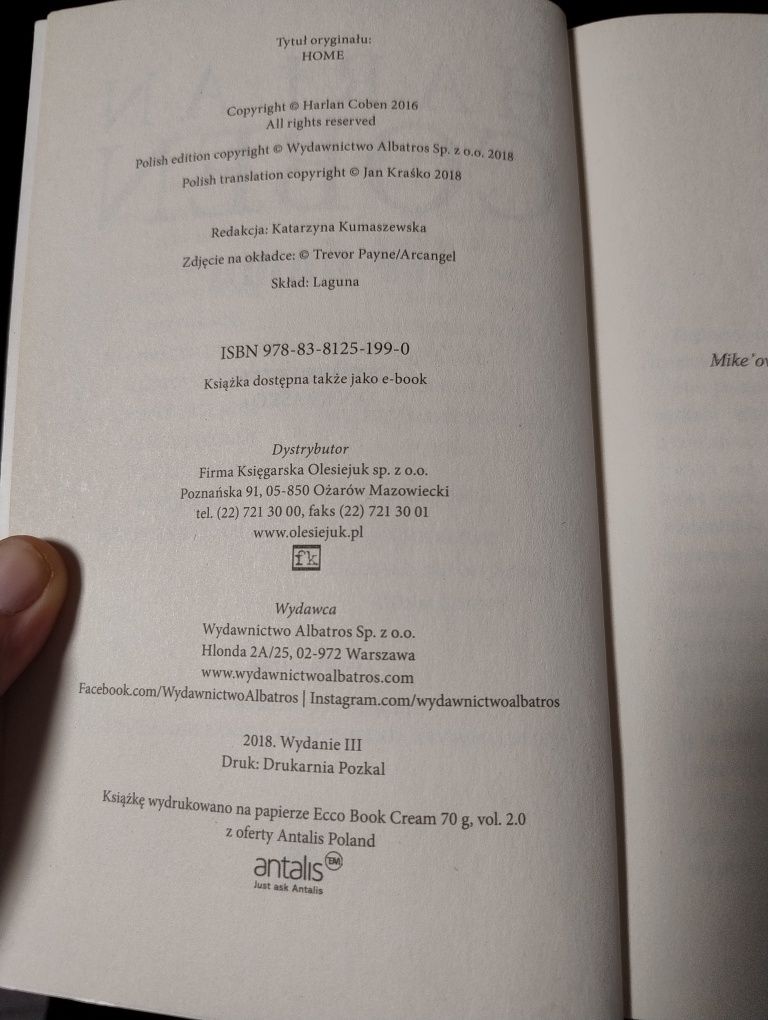 Tytuł oryginału:
HOME
Copyright © Harlan Coben 2016
All rights reserved
Polish edition copyright © Wydawnictwo Albatros Sp. z o.o. 2018
Polish translation copyright © Jan Kraśko 2018
Redakcja: Katarzyna Kumaszewska
Zdjęcie na okładce: © Trevor Payne/Arcangel
Skład: Laguna
ISBN 978-83-8125-199-0
Książka dostępna także jako e-book
Dystrybutor
Firma Księgarska Olesiejuk sp. z o.o.
Poznańska 91, 05-850 Ożarów Mazowiecki
tel. (22) 721 30 00, faks (22) 721 30 01
www.olesiejuk.pl
fk
Wydawca
Wydawnictwo Albatros Sp. z o.o.
Hlonda 2A/25, 02-972 Warszawa
www.wydawnictwoalbatros.com
Facebook.com/WydawnictwoAlbatros | Instagram.com/wydawnictwoalbatros
2018. Wydanie III
Druk: Drukarnia Pozkal
Książkę wydrukowano na papierze Ecco Book Cream 70 g, vol. 2.0
z oferty Antalis Poland
antalis TM
Just ask Antalis